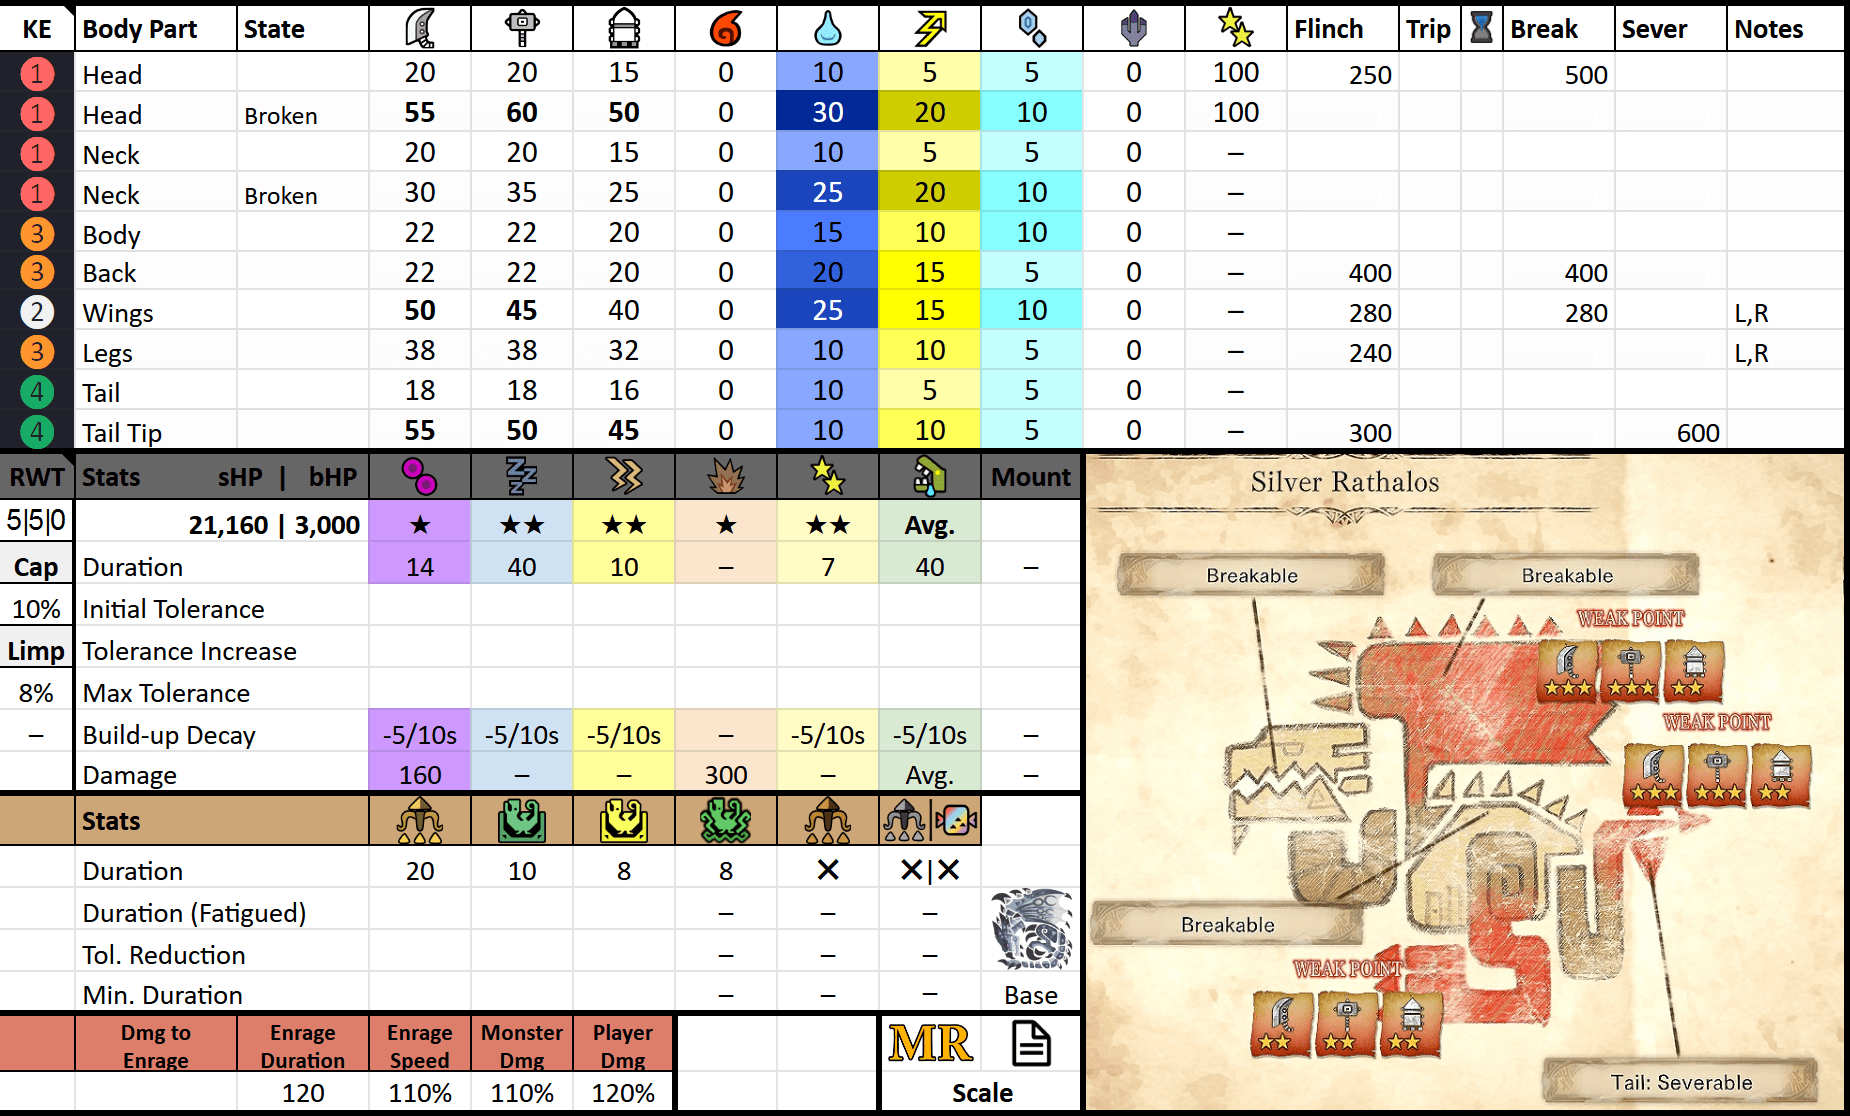 KE Body Part State Flinch Trip Break Sever Notes
1 Head 20 20 15 0 10 5 5 0 100 250 500
1 Head Broken 55 60 50 0 30 20 10 0 100
1 Neck 20 20 15 0 10 5 5 0 –
1 Neck Broken 30 35 25 0 25 20 10 0 –
3 Body 22 22 20 0 15 10 10 0 –
3 Back 22 22 20 0 20 15 5 0 – 400 400
2 Wings 50 45 40 0 25 15 10 0 – 280 280 L,R
3 Legs 38 38 32 0 10 10 5 0 – 240 L,R
4 Tail 18 18 16 0 10 5 5 0 –
4 Tail Tip 55 50 45 0 10 10 5 0 – 300 600
RWT Stats sHP | bHP Mount
5|5|0 21,160 | 3,000 ★ ★★ ★★ ★ ★★ Avg.
Cap Duration 14 40 10 – 7 40 –
10% Initial Tolerance
Limp Tolerance Increase
8% Max Tolerance
– Build-up Decay -5/10s -5/10s -5/10s – -5/10s -5/10s –
Damage 160 – – 300 – Avg. –
Stats
Duration 20 10 8 8 ✕ ✕|✕
Duration (Fatigued) – – –
Tol. Reduction – – –
Min. Duration – – – Base
Dmg to Enrage Enrage Duration Enrage Speed Monster Dmg Player Dmg MR
120 110% 110% 120% Scale
Silver Rathalos
Breakable
Breakable
WEAK POINT
WEAK POINT
Breakable
WEAK POINT
Tail: Severable